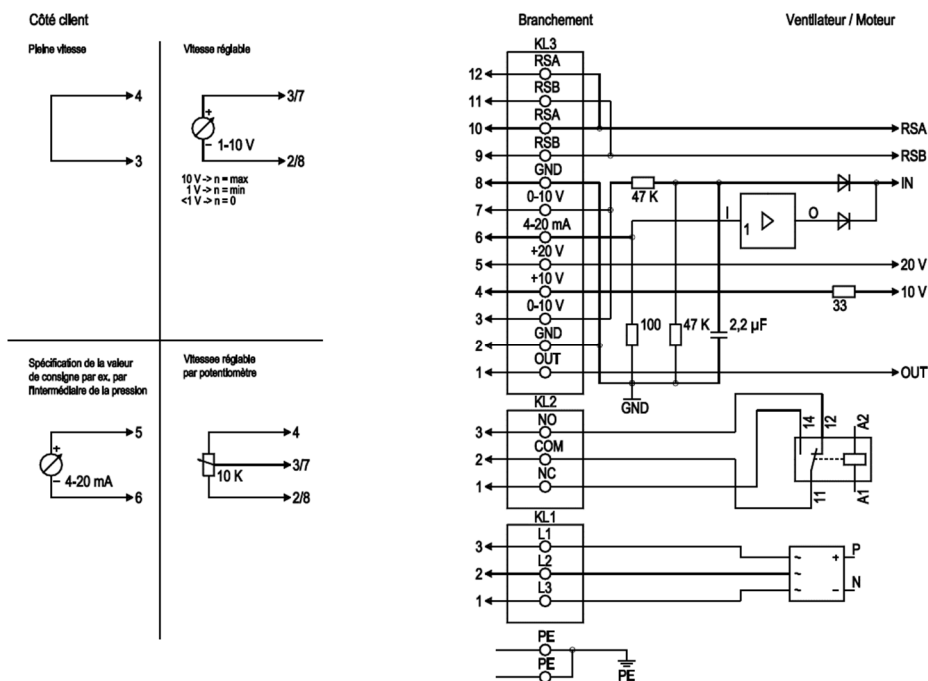 Côté client
Branchement
Ventilateur / Moteur
Pleine vitesse
4
3
Vitesse réglable
3/7
+
–
1-10 V
2/8
10 V -> n = max
1 V -> n = min
<1 V -> n = 0
Spécification de la valeur
de consigne par ex. par
l'intermédiaire de la pression
5
+
–
4-20 mA
6
Vitessee réglable
par potentiomètre
4
3/7
10 K
2/8
KL3
12 RSA
11 RSB
10 RSA
RSA
9 RSB
RSB
8 GND
IN
7 0-10 V
6 4-20 mA
5 +20 V
20 V
4 +10 V
10 V
3 0-10 V
2 GND
1 OUT
OUT
47 K
I
1
O
33
100
47 K
2,2 µF
GND
KL2
3 NO
2 COM
1 NC
14
12
A2
11
A1
KL1
3 L1
2 L2
1 L3
~
+
P
~
~
–
N
PE
PE
PE